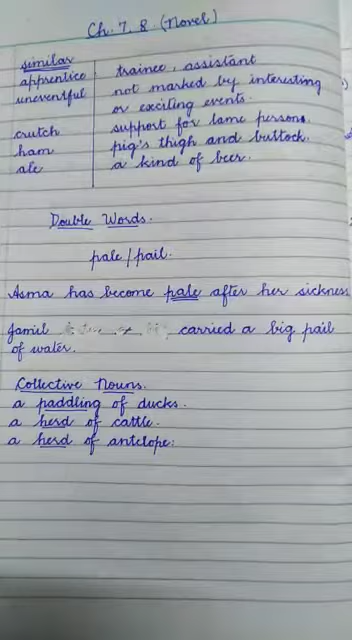 Ch. 7, 8 (Novel)
similar
apprentice trainee, assistant
uneventful not marked by interesting
or exciting events.
crutch support for lame persons.
ham pig's thigh and buttock.
ale a kind of beer.
Double Words.
pale / pail.
Asma has become pale after her sickness
Jamil carried a big pail
of water.
Collective Nouns.
a paddling of ducks.
a herd of cattle.
a herd of antelope.